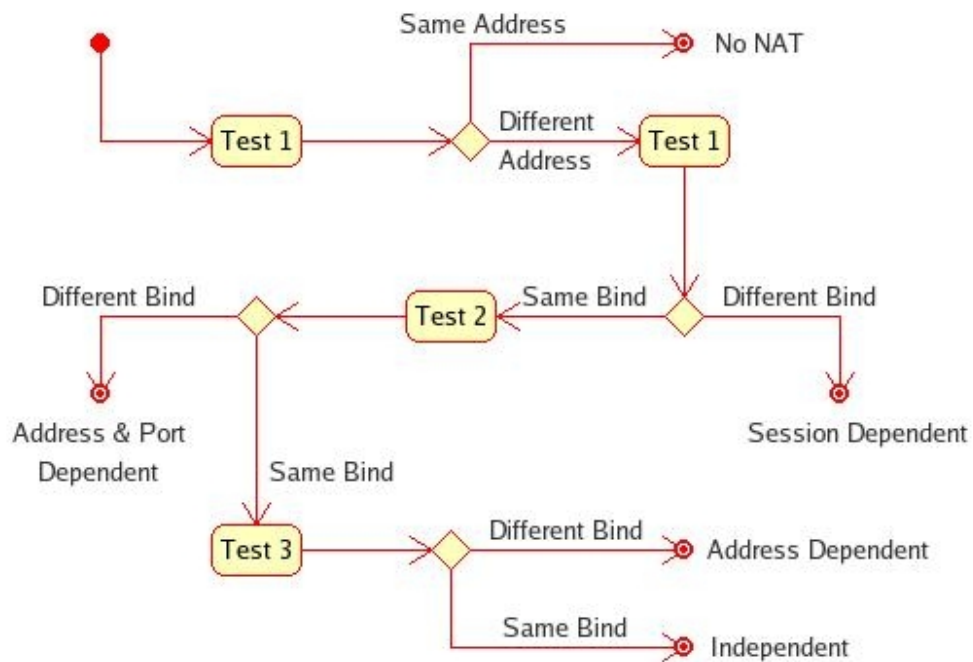 Same Address
No NAT
Test 1
Different
Address
Test 1
Different Bind
Test 2
Same Bind
Different Bind
Address & Port
Dependent
Session Dependent
Same Bind
Test 3
Different Bind
Address Dependent
Same Bind
Independent